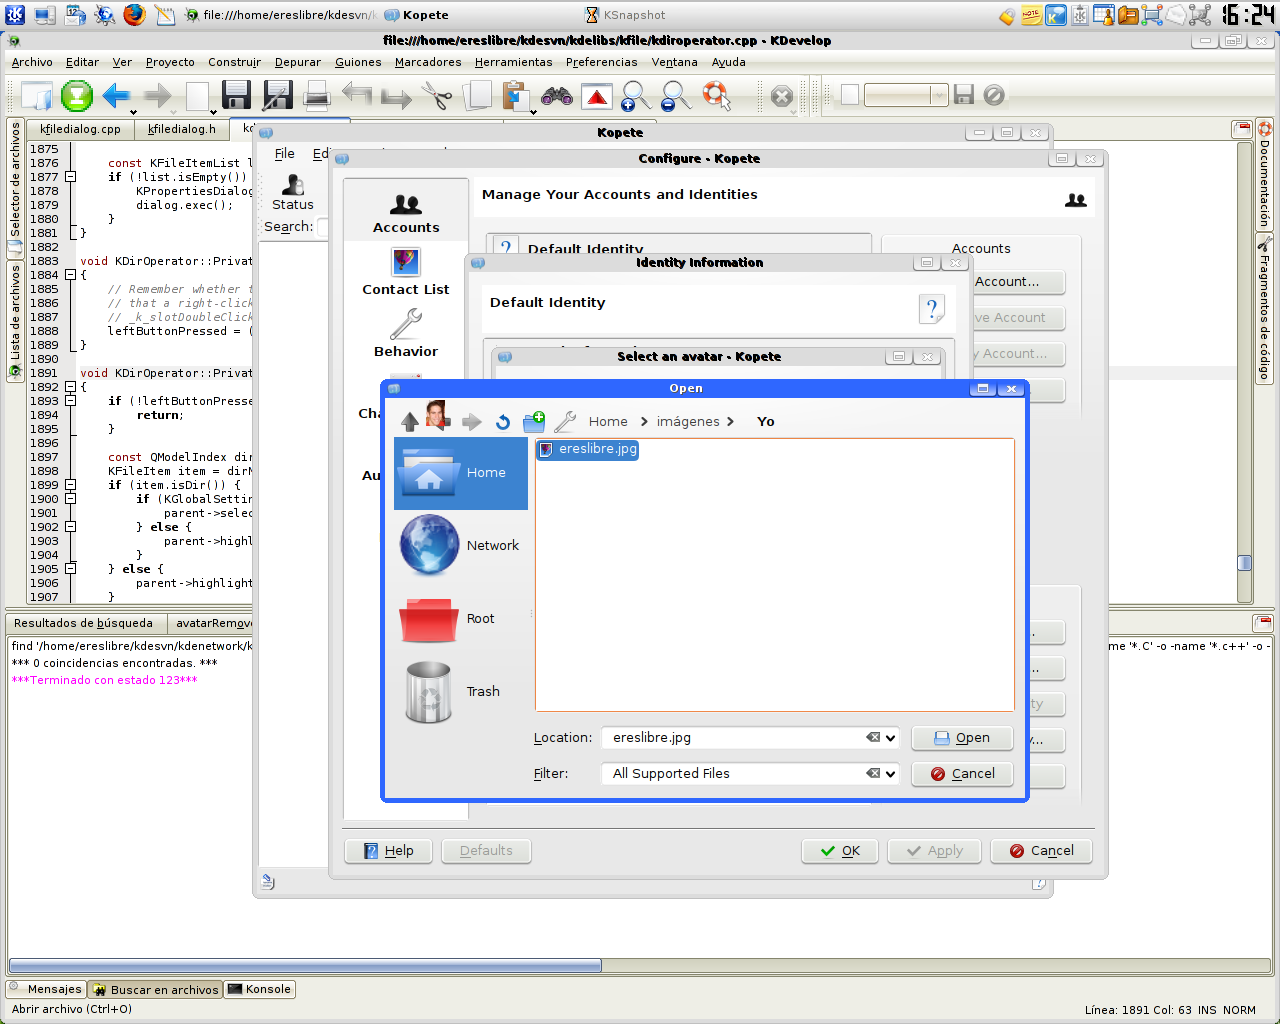 file:///home/ereslibre/kdesvn/k
Kopete
KSnapshot
16:24
file:///home/ereslibre/kdesvn/kdelibs/kfile/kdiroperator.cpp - KDevelop
Archivo Editar Ver Proyecto Construir Depurar Guiones Marcadores Herramientas Preferencias Ventana Ayuda
kfiledialog.cpp kfiledialog.h
Selector de archivos
Lista de archivos
Documentación
Fragmentos de código
1875
1876 const KFileItemList l
1877 if (!list.isEmpty())
1878 KPropertiesDialog
1879 dialog.exec();
1880 }
1881 }
1882
1883 void KDirOperator::Privat
1884 {
1885 // Remember whether t
1886 // that a right-click
1887 // _k_slotDoubleClick
1888 leftButtonPressed = (
1889 }
1890
1891 void KDirOperator::Privat
1892 {
1893 if (!leftButtonPresse
1894 return;
1895 }
1896
1897 const QModelIndex dir
1898 KFileItem item = dirM
1899 if (item.isDir()) {
1900 if (KGlobalSettin
1901 parent->selec
1902 } else {
1903 parent->highl
1904 }
1905 } else {
1906 parent->highlight
1907 }
Kopete
File
Status
Search:
Configure - Kopete
Accounts
Contact List
Behavior
Manage Your Accounts and Identities
Default Identity
Accounts
Account...
ve Account
y Account...
Identity Information
Default Identity
Select an avatar - Kopete
Open
Home imágenes Yo
Home
Network
Root
Trash
ereslibre.jpg
Location: ereslibre.jpg Open
Filter: All Supported Files Cancel
Help Defaults OK Apply Cancel
Resultados de búsqueda avatarRemov
find '/home/ereslibre/kdesvn/kdenetwork/k
me '*.C' -o -name '*.c++' -o -
*** 0 coincidencias encontradas. ***
***Terminado con estado 123***
Mensajes Buscar en archivos Konsole
Abrir archivo (Ctrl+O)
Línea: 1891 Col: 63 INS NORM